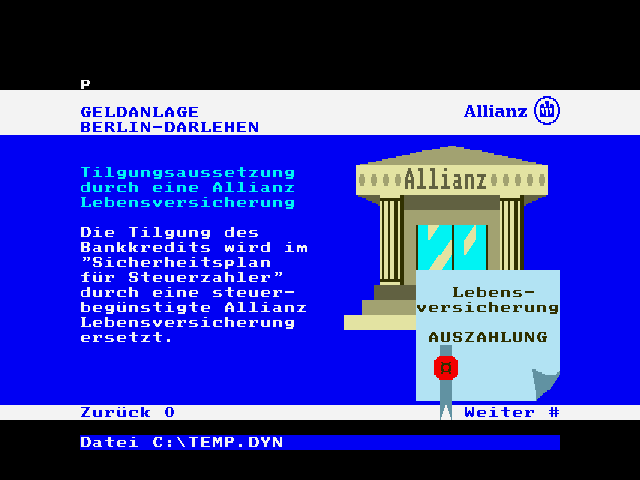 P
GELDANLAGE
BERLIN-DARLEHEN
Allianz
Tilgungsaussetzung
durch eine Allianz
Lebensversicherung
Die Tilgung des
Bankkredits wird im
"Sicherheitsplan
für Steuerzahler"
durch eine steuer-
begünstigte Allianz
Lebensversicherung
ersetzt.
Allianz
Lebens-
versicherung
AUSZAHLUNG
Zurück 0
Weiter #
Datei C:\TEMP.DYN